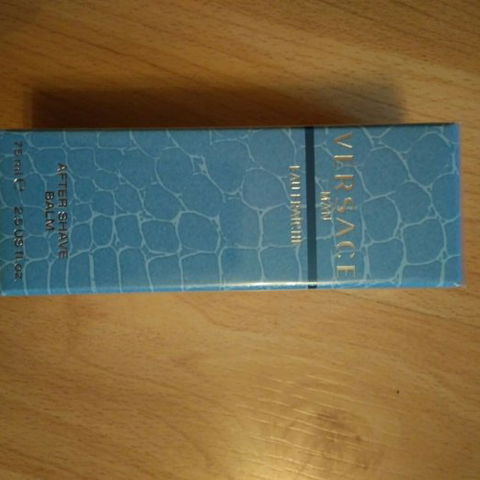 VERSACE
MAN
EAU FRAÎCHE
AFTER SHAVE
BALM
75 ml ℮ 2.5 US fl.oz.